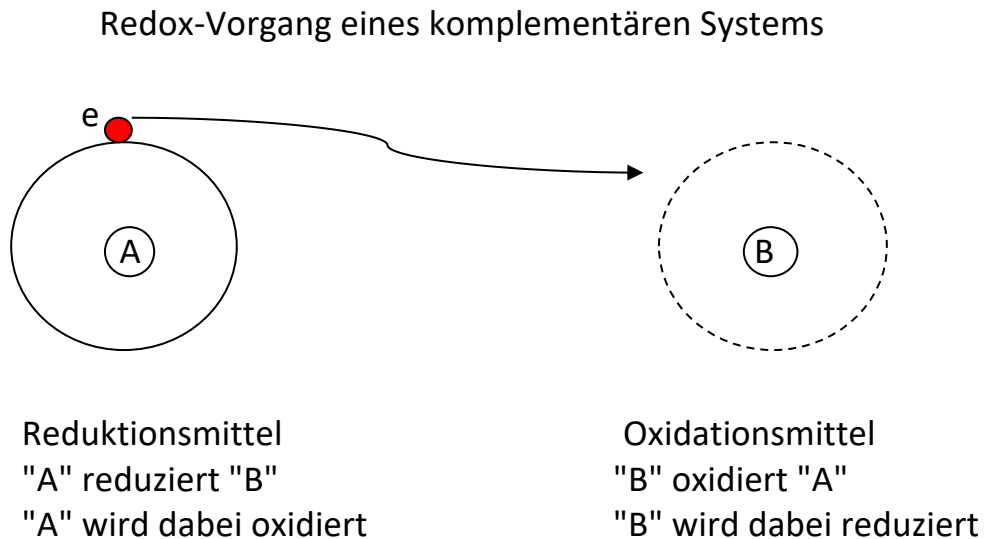 Redox-Vorgang eines komplementären Systems
e
A
B
Reduktionsmittel
"A" reduziert "B"
"A" wird dabei oxidiert
Oxidationsmittel
"B" oxidiert "A"
"B" wird dabei reduziert